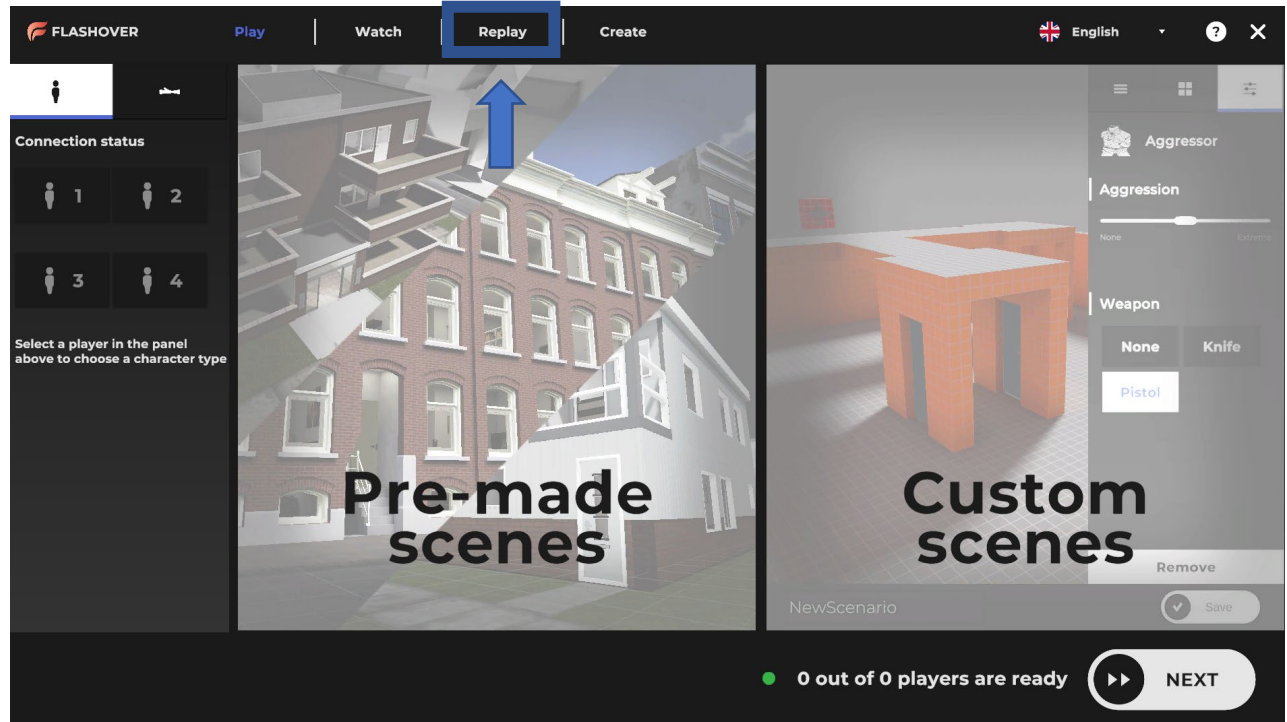 FLASHOVER
Play
Watch
Replay
Create
English
?
Connection status
1
2
3
4
Select a player in the panel
above to choose a character type
Pre-made
scenes
Custom
scenes
Aggressor
Aggression
None
Extreme
Weapon
None
Knife
Pistol
Remove
NewScenario
Save
0 out of 0 players are ready
NEXT